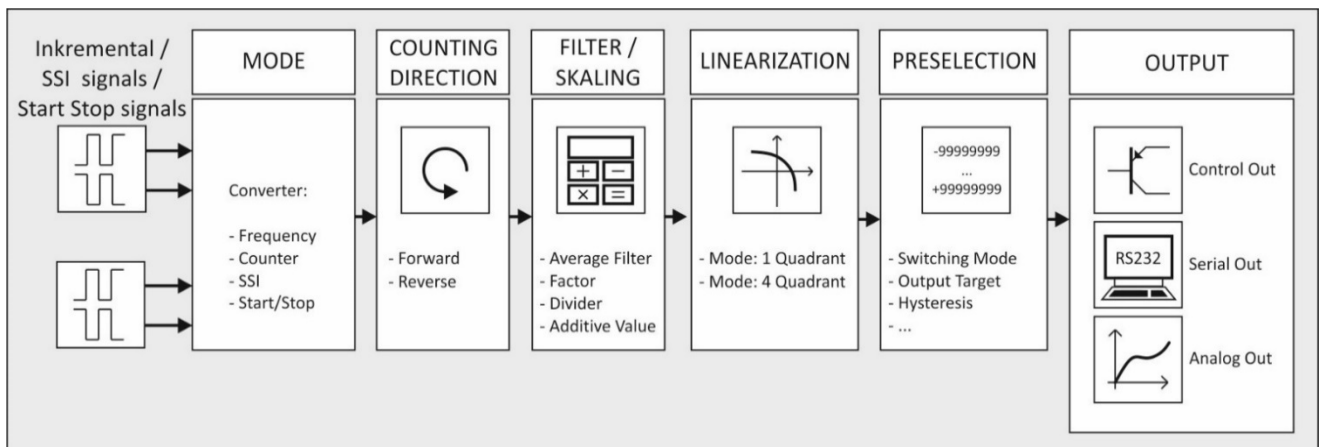 Inkremental /
SSI signals /
Start Stop signals
MODE
Converter:
- Frequency
- Counter
- SSI
- Start/Stop
COUNTING
DIRECTION
- Forward
- Reverse
FILTER /
SKALING
+ −
× =
- Average Filter
- Factor
- Divider
- Additive Value
LINEARIZATION
- Mode: 1 Quadrant
- Mode: 4 Quadrant
PRESELECTION
-99999999
...
+99999999
- Switching Mode
- Output Target
- Hysteresis
- ...
OUTPUT
Control Out
RS232
Serial Out
Analog Out